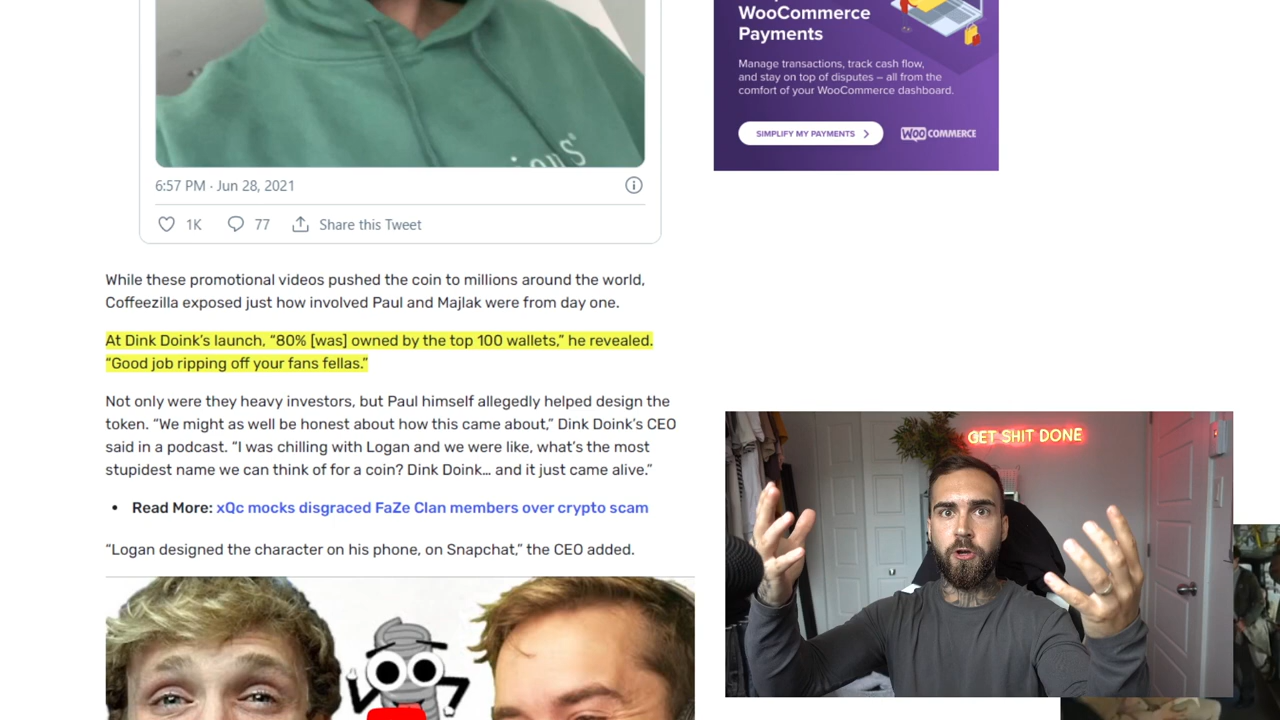 WooCommerce
Payments
Manage transactions, track cash flow,
and stay on top of disputes – all from the
comfort of your WooCommerce dashboard.
SIMPLIFY MY PAYMENTS
WOO COMMERCE
6:57 PM · Jun 28, 2021
1K
77
Share this Tweet
While these promotional videos pushed the coin to millions around the world,
Coffeezilla exposed just how involved Paul and Majlak were from day one.
At Dink Doink’s launch, “80% [was] owned by the top 100 wallets,” he revealed.
“Good job ripping off your fans fellas.”
Not only were they heavy investors, but Paul himself allegedly helped design the
token. “We might as well be honest about how this came about,” Dink Doink’s CEO
said in a podcast. “I was chilling with Logan and we were like, what’s the most
stupidest name we can think of for a coin? Dink Doink… and it just came alive.”
• Read More: xQc mocks disgraced FaZe Clan members over crypto scam
“Logan designed the character on his phone, on Snapchat,” the CEO added.
GET SHIT DONE